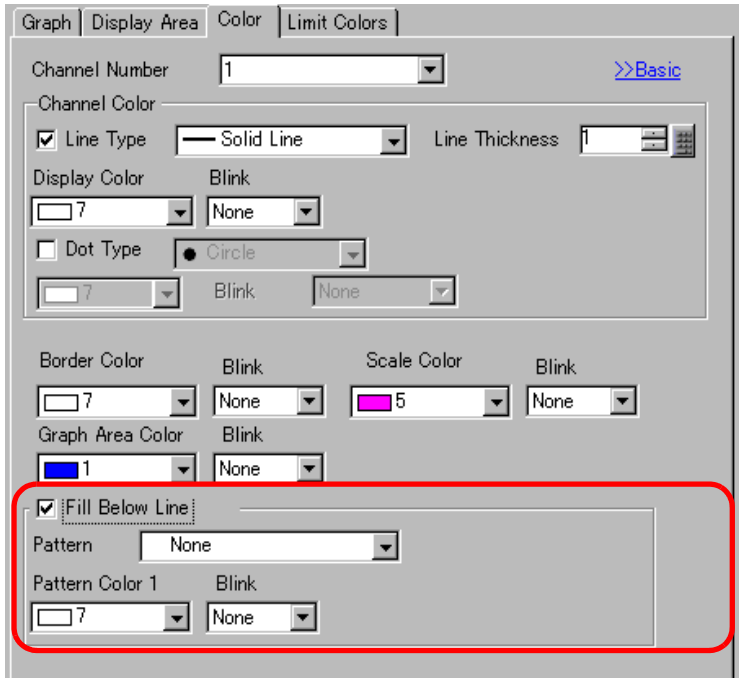 Graph Display Area Color Limit Colors
Channel Number 1 >>Basic
Channel Color
Line Type Solid Line Line Thickness 1
Display Color Blink
7 None
Dot Type Circle
7 Blink None
Border Color Blink Scale Color Blink
7 None 5 None
Graph Area Color Blink
1 None
Fill Below Line
Pattern None
Pattern Color 1 Blink
7 None